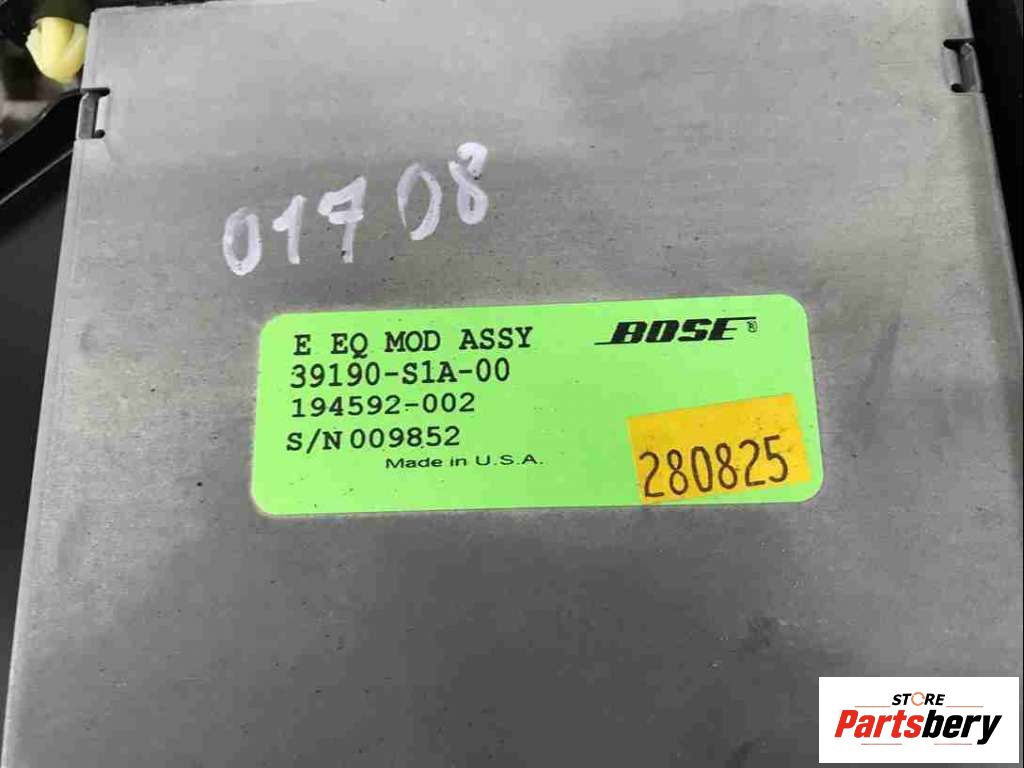 01708
E EQ MOD ASSY
BOSE®
39190-S1A-00
194592-002
S/N 009852
Made in U.S.A.
280825
STORE
Partsbery